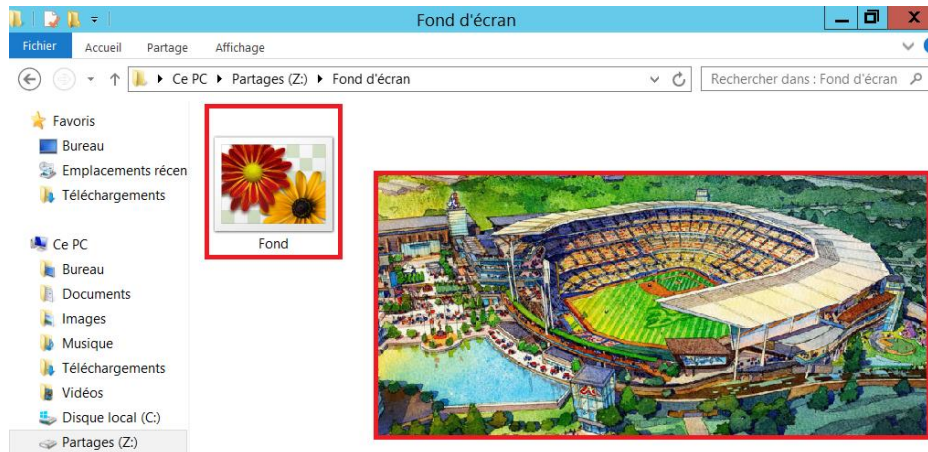 Fond d'écran
Fichier Accueil Partage Affichage
Ce PC Partages (Z:) Fond d'écran Rechercher dans : Fond d'écran
Favoris
Bureau
Emplacements récen
Téléchargements
Fond
Ce PC
Bureau
Documents
Images
Musique
Téléchargements
Vidéos
Disque local (C:)
Partages (Z:)